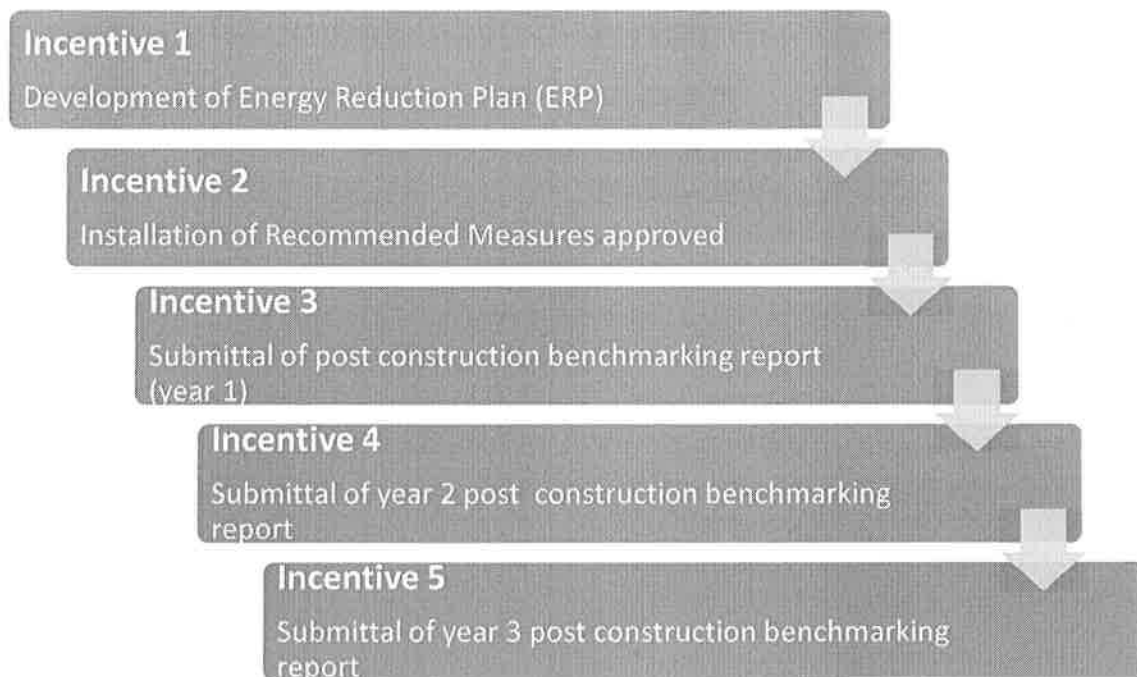 Incentive 1
Development of Energy Reduction Plan (ERP)
Incentive 2
Installation of Recommended Measures approved
Incentive 3
Submittal of post construction benchmarking report
(year 1)
Incentive 4
Submittal of year 2 post construction benchmarking
report
Incentive 5
Submittal of year 3 post construction benchmarking
report